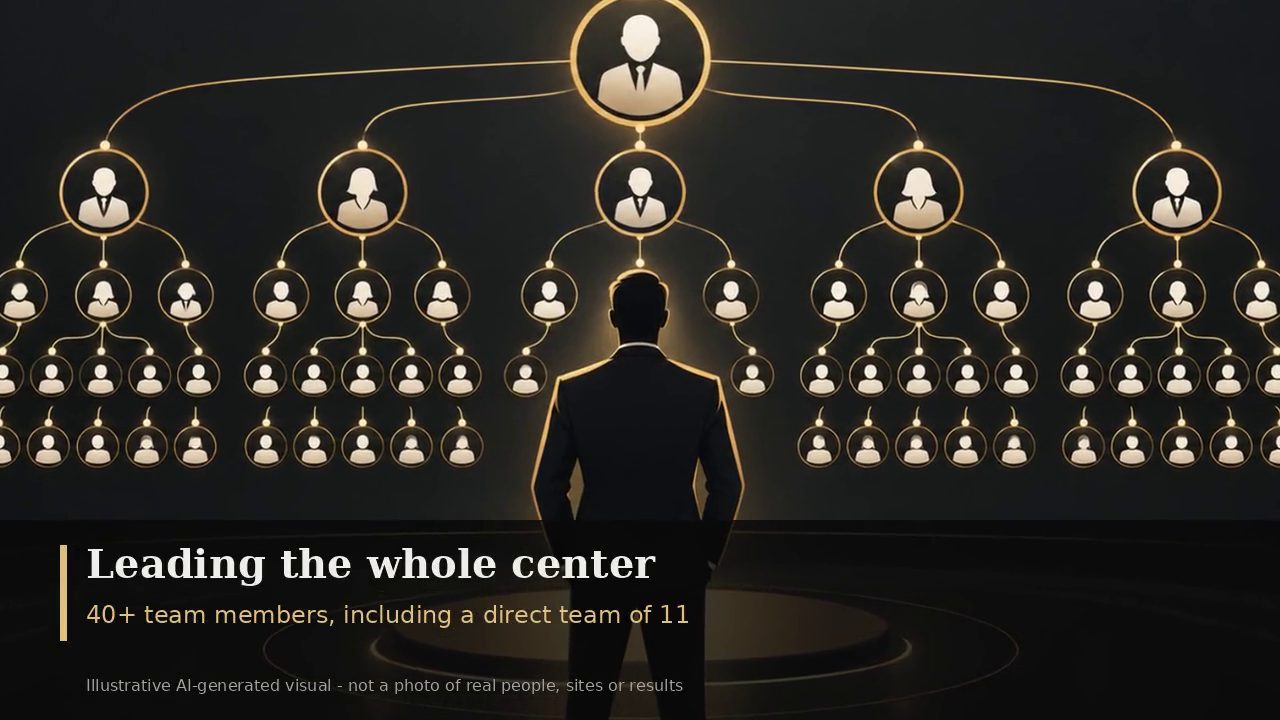 Leading the whole center
40+ team members, including a direct team of 11
Illustrative AI-generated visual - not a photo of real people, sites or results